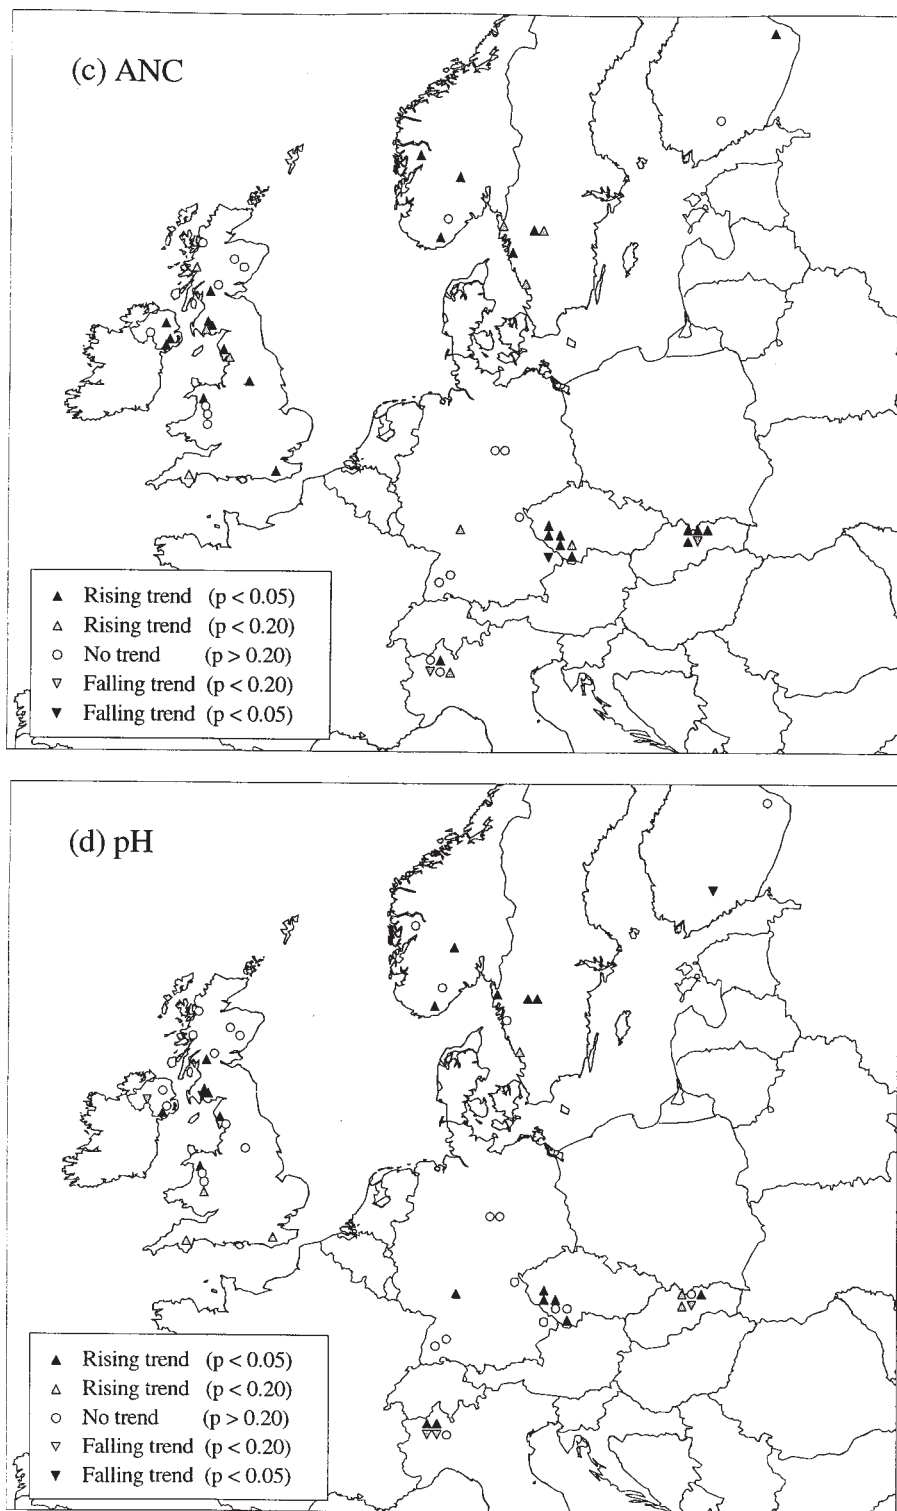 (c) ANC
▲ Rising trend (p < 0.05)
△ Rising trend (p < 0.20)
○ No trend (p > 0.20)
▽ Falling trend (p < 0.20)
▼ Falling trend (p < 0.05)
(d) pH
▲ Rising trend (p < 0.05)
△ Rising trend (p < 0.20)
○ No trend (p > 0.20)
▽ Falling trend (p < 0.20)
▼ Falling trend (p < 0.05)